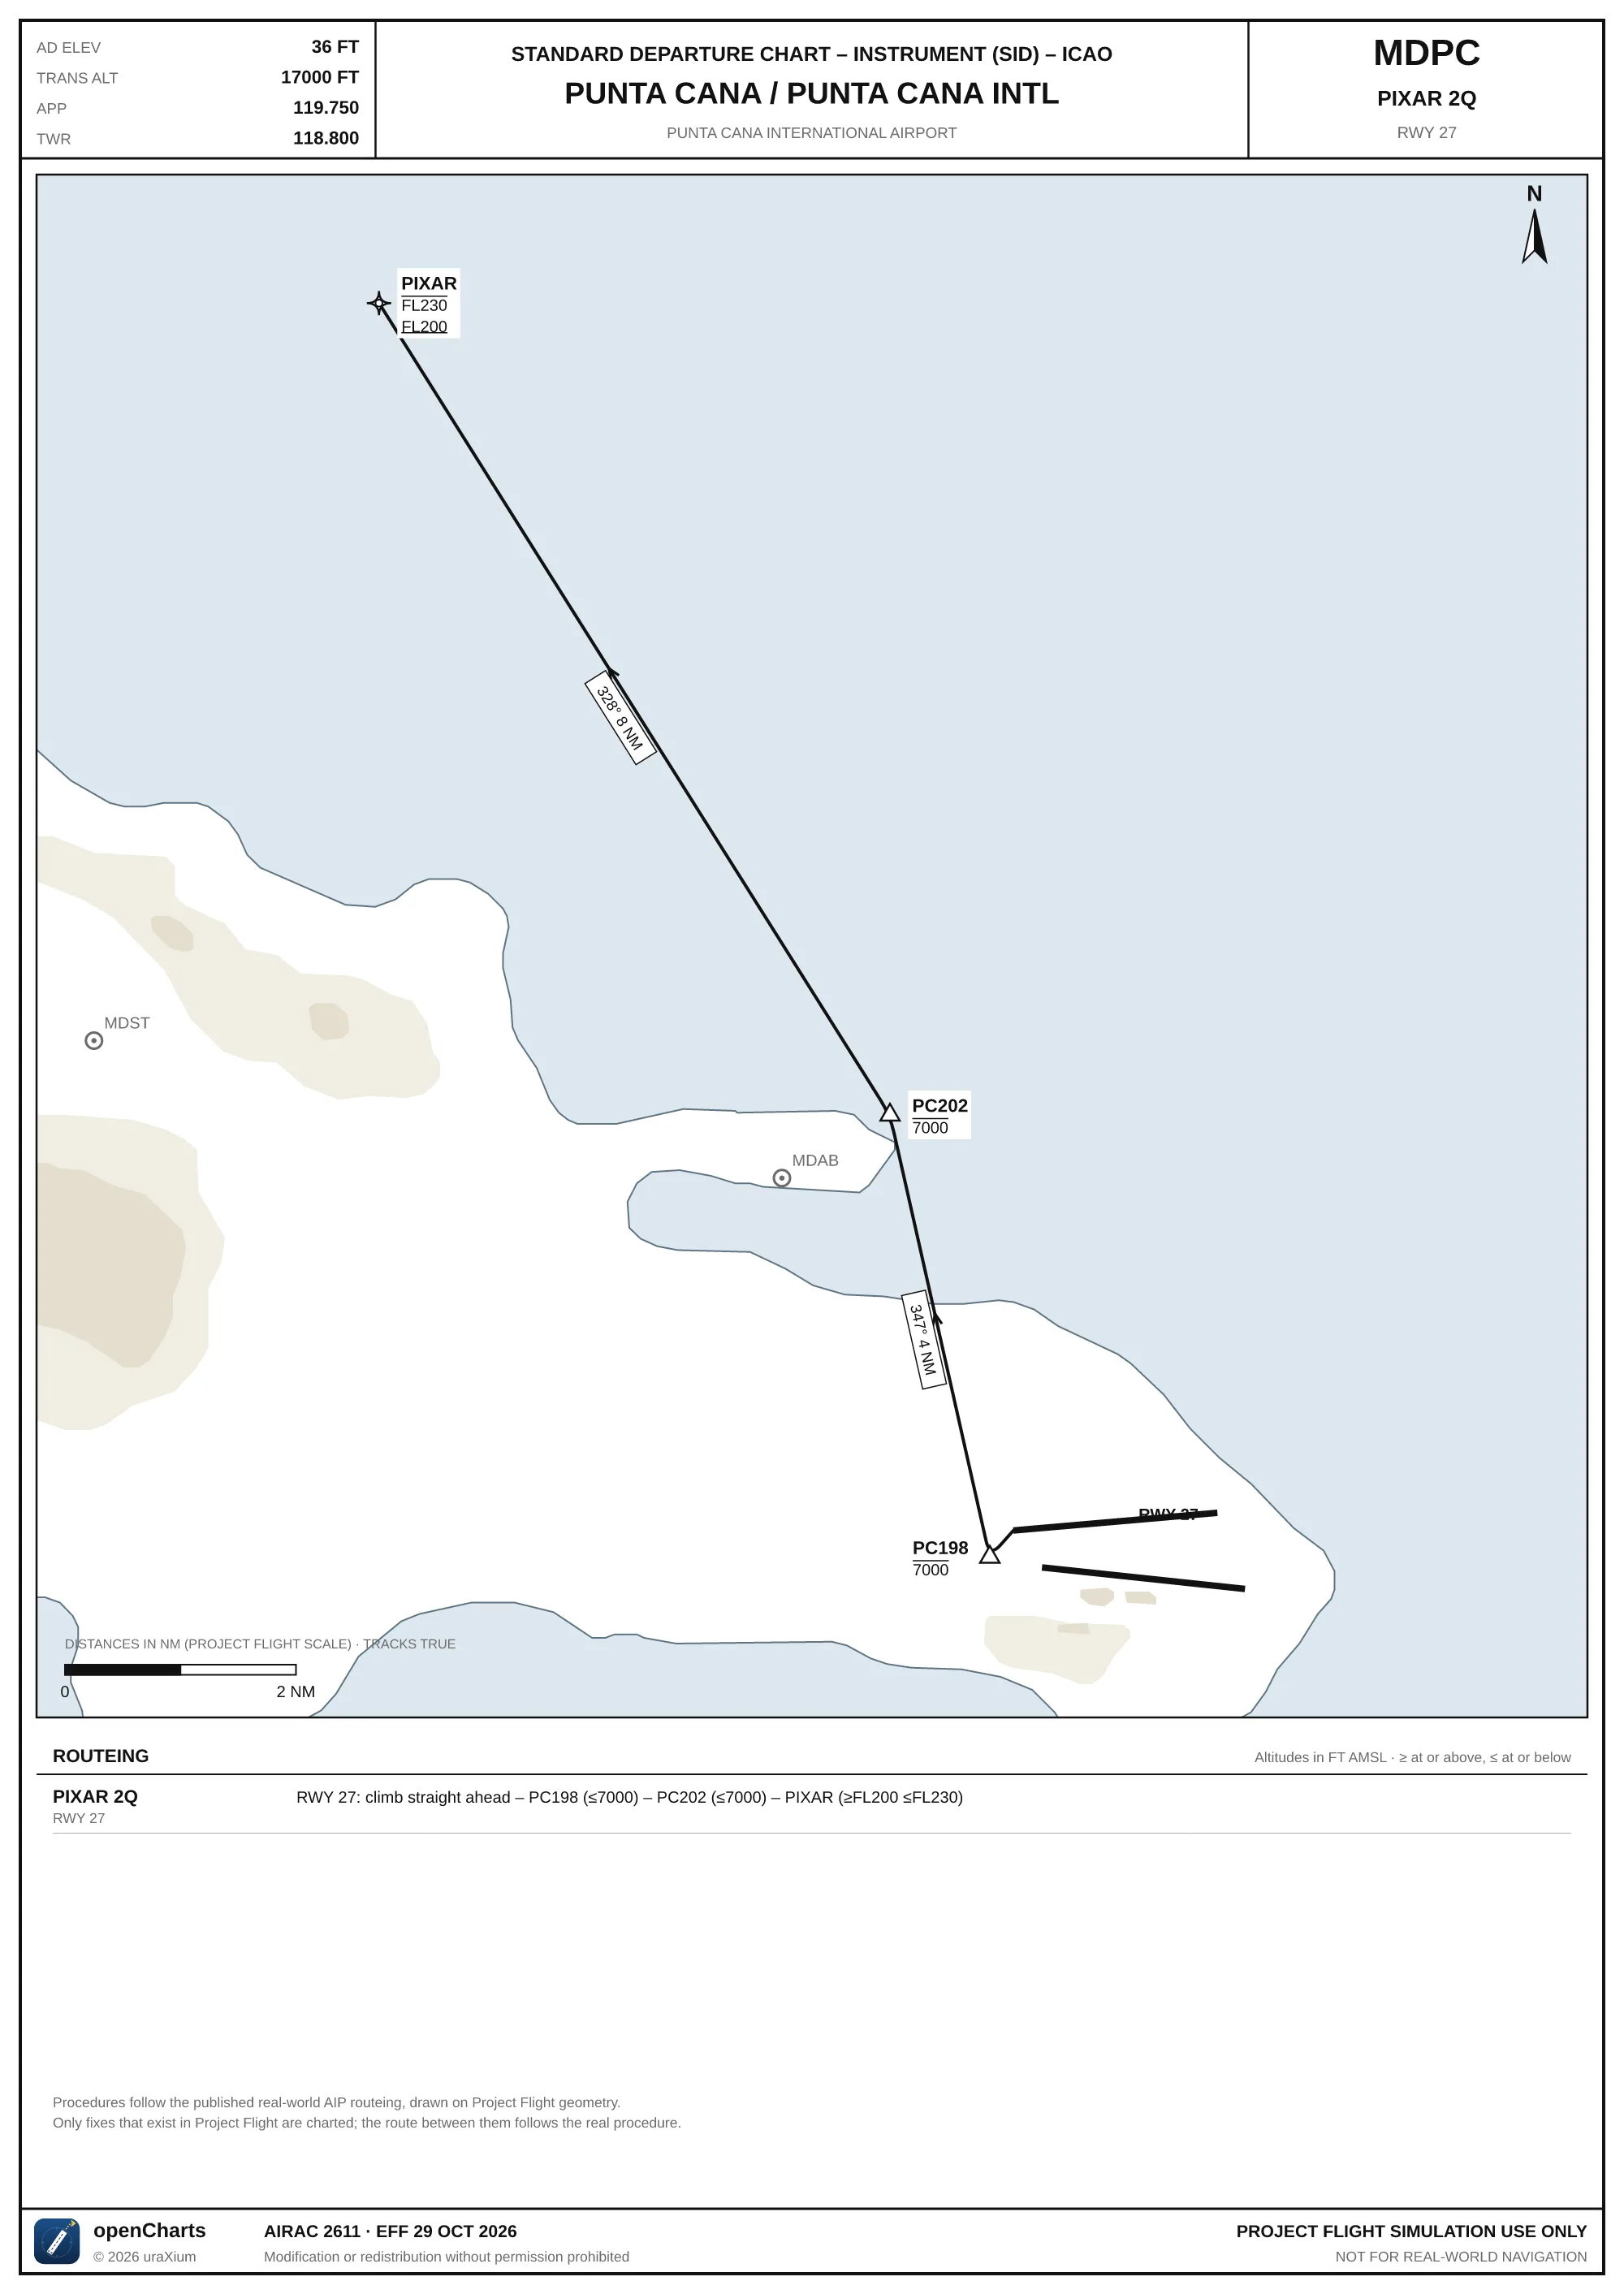 AD ELEV 36 FT
TRANS ALT 17000 FT
APP 119.750
TWR 118.800
STANDARD DEPARTURE CHART – INSTRUMENT (SID) – ICAO
PUNTA CANA / PUNTA CANA INTL
PUNTA CANA INTERNATIONAL AIRPORT
MDPC
PIXAR 2Q
RWY 27
N
PIXAR
FL230
FL200
328° 8 NM
MDST
PC202
7000
MDAB
347° 4 NM
RWY 27
PC198
7000
DISTANCES IN NM (PROJECT FLIGHT SCALE) · TRACKS TRUE
0 2 NM
ROUTEING
Altitudes in FT AMSL · ≥ at or above, ≤ at or below
PIXAR 2Q
RWY 27: climb straight ahead – PC198 (≤7000) – PC202 (≤7000) – PIXAR (≥FL200 ≤FL230)
RWY 27
Procedures follow the published real-world AIP routeing, drawn on Project Flight geometry.
Only fixes that exist in Project Flight are charted; the route between them follows the real procedure.
openCharts
© 2026 uraXium
AIRAC 2611 · EFF 29 OCT 2026
Modification or redistribution without permission prohibited
PROJECT FLIGHT SIMULATION USE ONLY
NOT FOR REAL-WORLD NAVIGATION